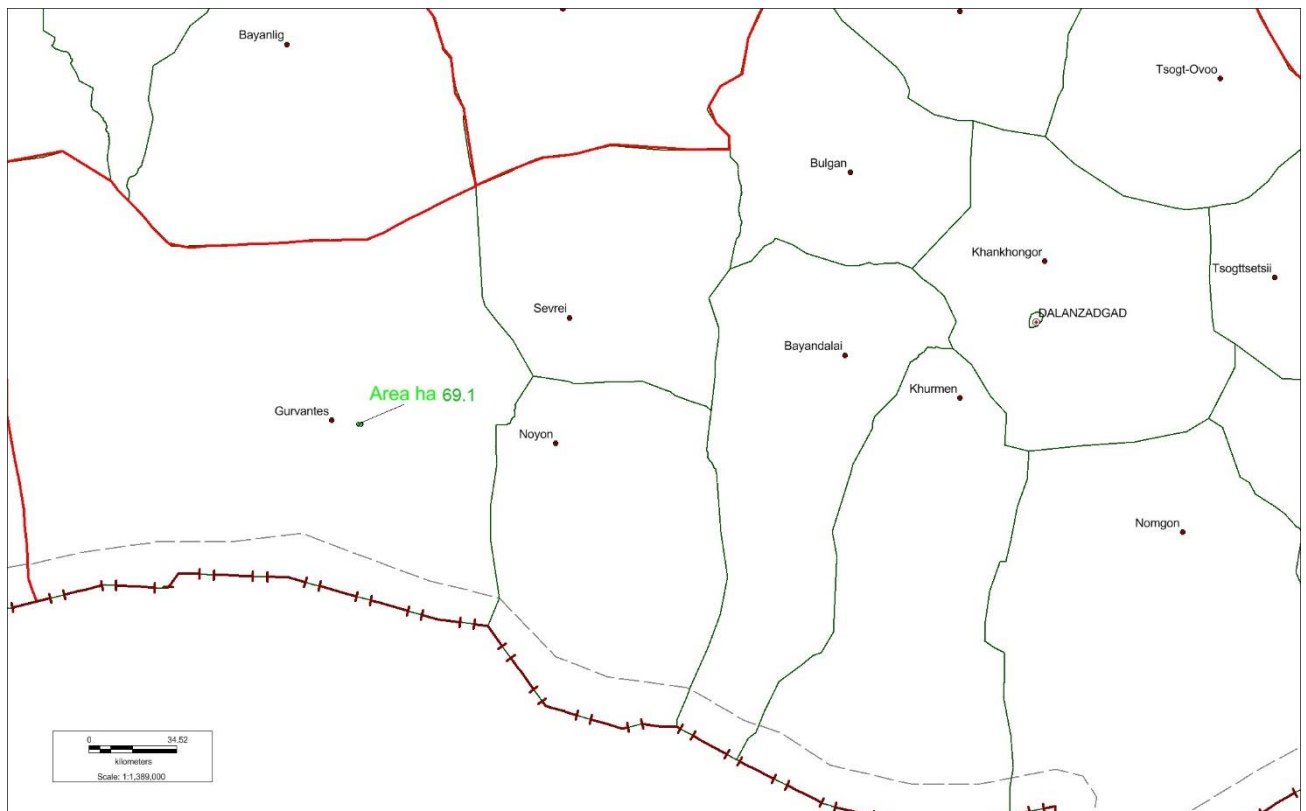 Bayanlig
Tsogt-Ovoo
Bulgan
Khankhongor
Tsogttsetsii
Sevrei
DALANZADGAD
Bayandalai
Khurmen
Area ha 69.1
Gurvantes
Noyon
Nomgon
0 34.52
kilometers
Scale: 1:1,389,000